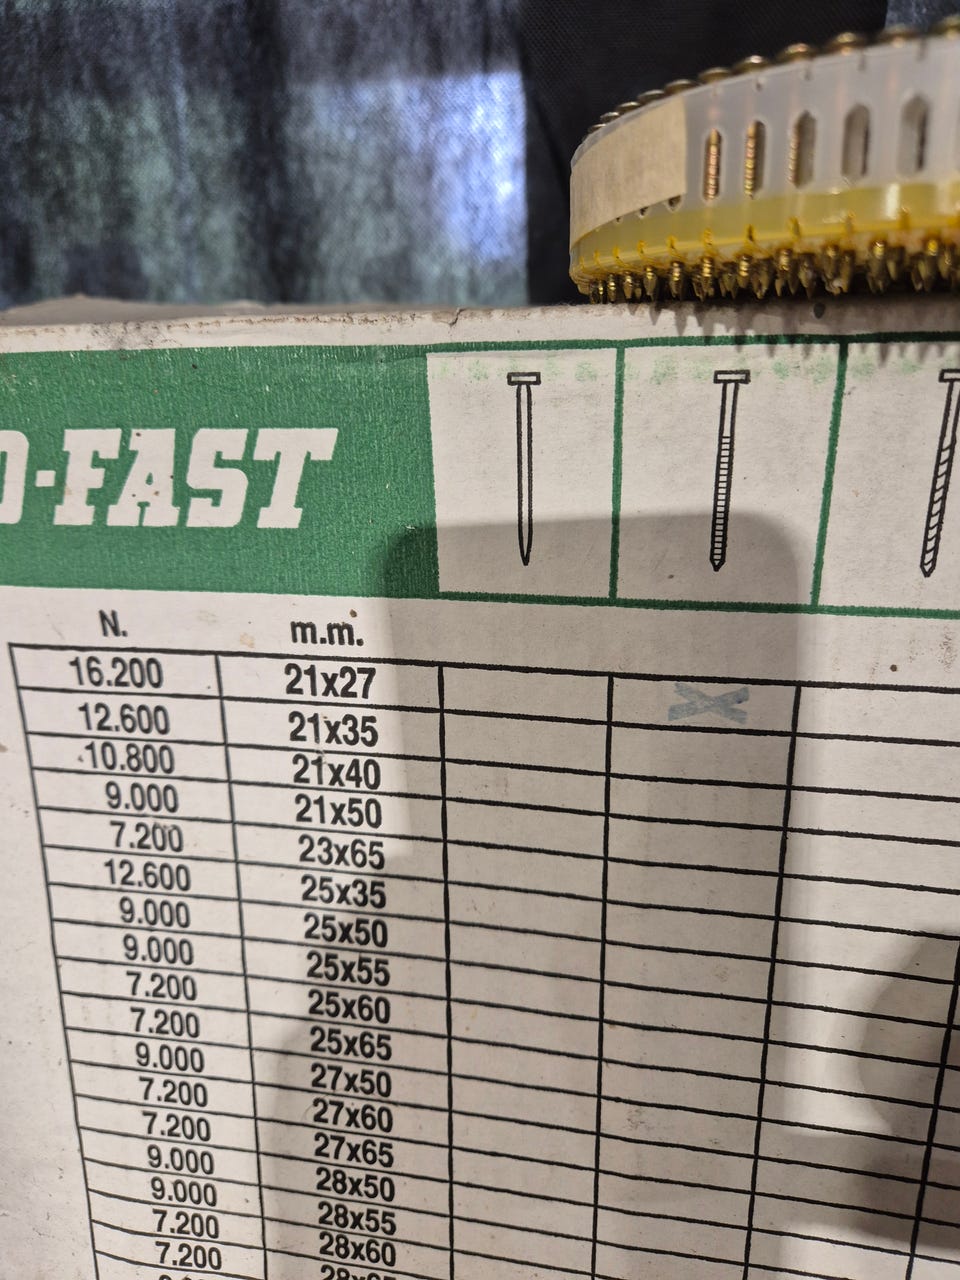 -FAST
N. m.m.
16.200 21x27
12.600 21x35
10.800 21x40
9.000 21x50
7.200 23x65
12.600 25x35
9.000 25x50
9.000 25x55
7.200 25x60
7.200 25x65
9.000 27x50
7.200 27x60
7.200 27x65
9.000 28x50
9.000 28x55
7.200 28x60
7.200